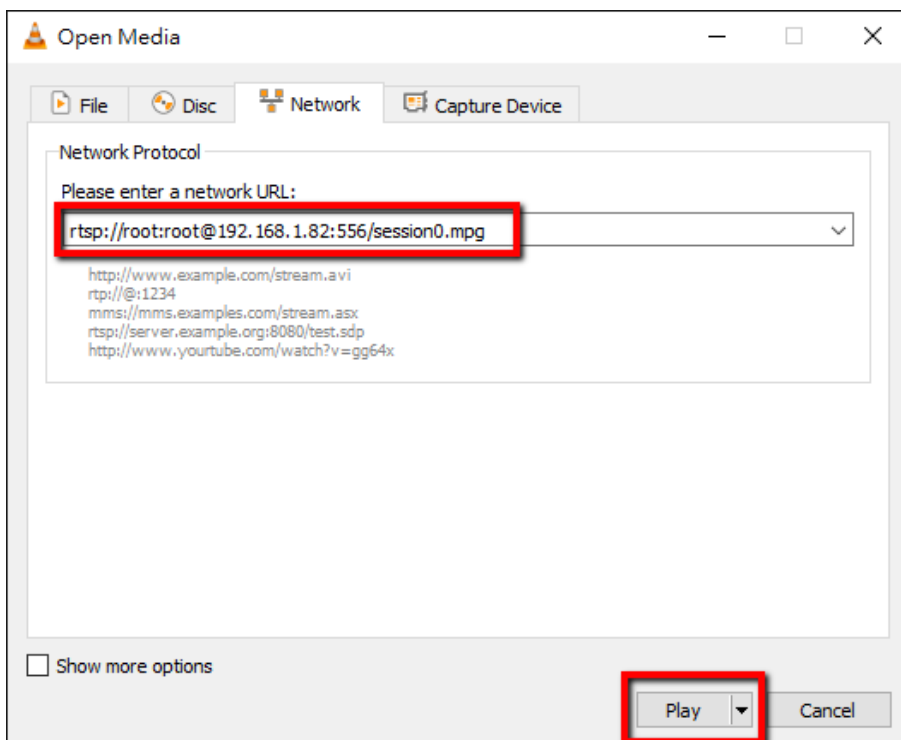 Open Media
File Disc Network Capture Device
Network Protocol
Please enter a network URL:
rtsp://root:root@192.168.1.82:556/session0.mpg
http://www.example.com/stream.avi
rtp://@:1234
mms://mms.examples.com/stream.asx
rtsp://server.example.org:8080/test.sdp
http://www.yourtube.com/watch?v=gg64x
Show more options
Play Cancel